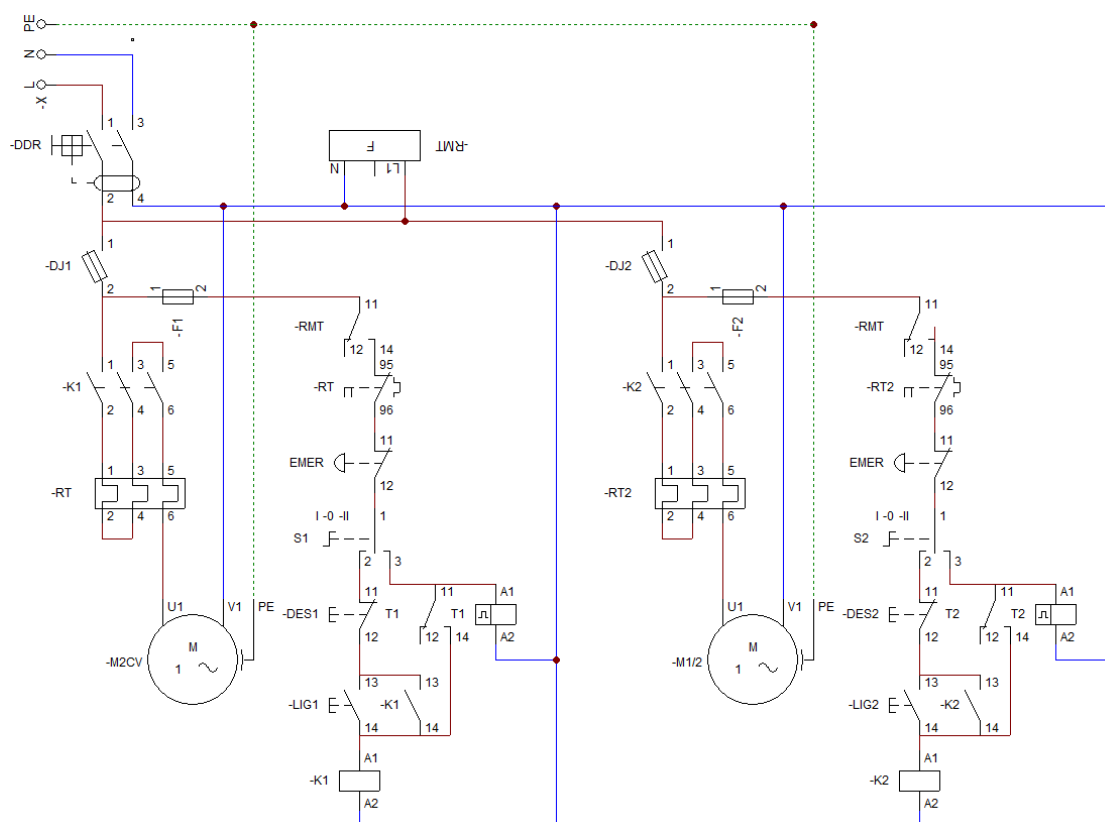 PE
N
L
-X
1 3
-DDR
2 4
F
-RMT
N L1
1
-DJ1
2
1 2
-F1
11
-RMT
12 14
1 3 5
-K1
2 4 6
95
-RT
96
1 3 5
-RT
2 4 6
11
EMER
12
I -0 -II
1
S1
2 3
U1 V1 PE
M
1
-M2CV
11
-DES1
12
T1
11
12 14
T1
A1
A2
13 13
-LIG1 -K1
14 14
A1
-K1
A2
1
-DJ2
2
1 2
-F2
11
-RMT
12 14
1 3 5
-K2
2 4 6
95
-RT2
96
1 3 5
-RT2
2 4 6
11
EMER
12
I -0 -II
1
S2
2 3
U1 V1 PE
M
1
-M1/2
11
-DES2
12
T2
11
12 14
T2
A1
A2
13 13
-LIG2 -K2
14 14
A1
-K2
A2